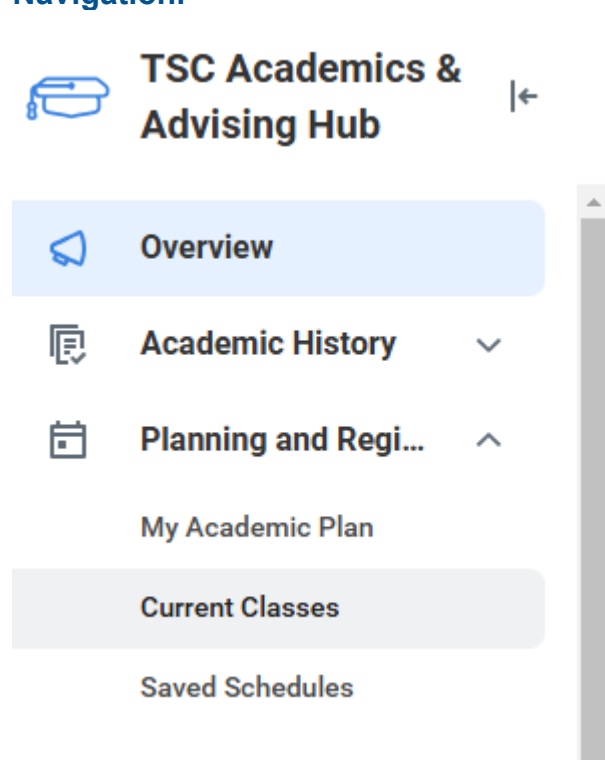 Navigation:
TSC Academics &
Advising Hub
Overview
Academic History
Planning and Regi...
My Academic Plan
Current Classes
Saved Schedules